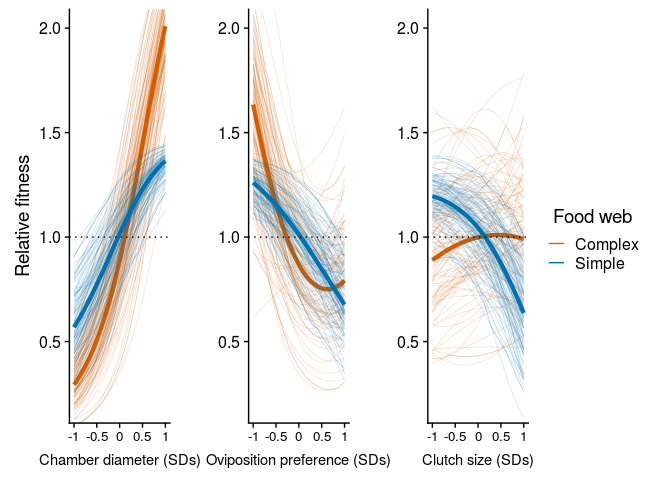 Relative fitness
2.0
1.5
1.0
0.5
-1 -0.5 0 0.5 1
Chamber diameter (SDs)
2.0
1.5
1.0
0.5
-1 -0.5 0 0.5 1
Oviposition preference (SDs)
2.0
1.5
1.0
0.5
-1 -0.5 0 0.5 1
Clutch size (SDs)
Food web
Complex
Simple